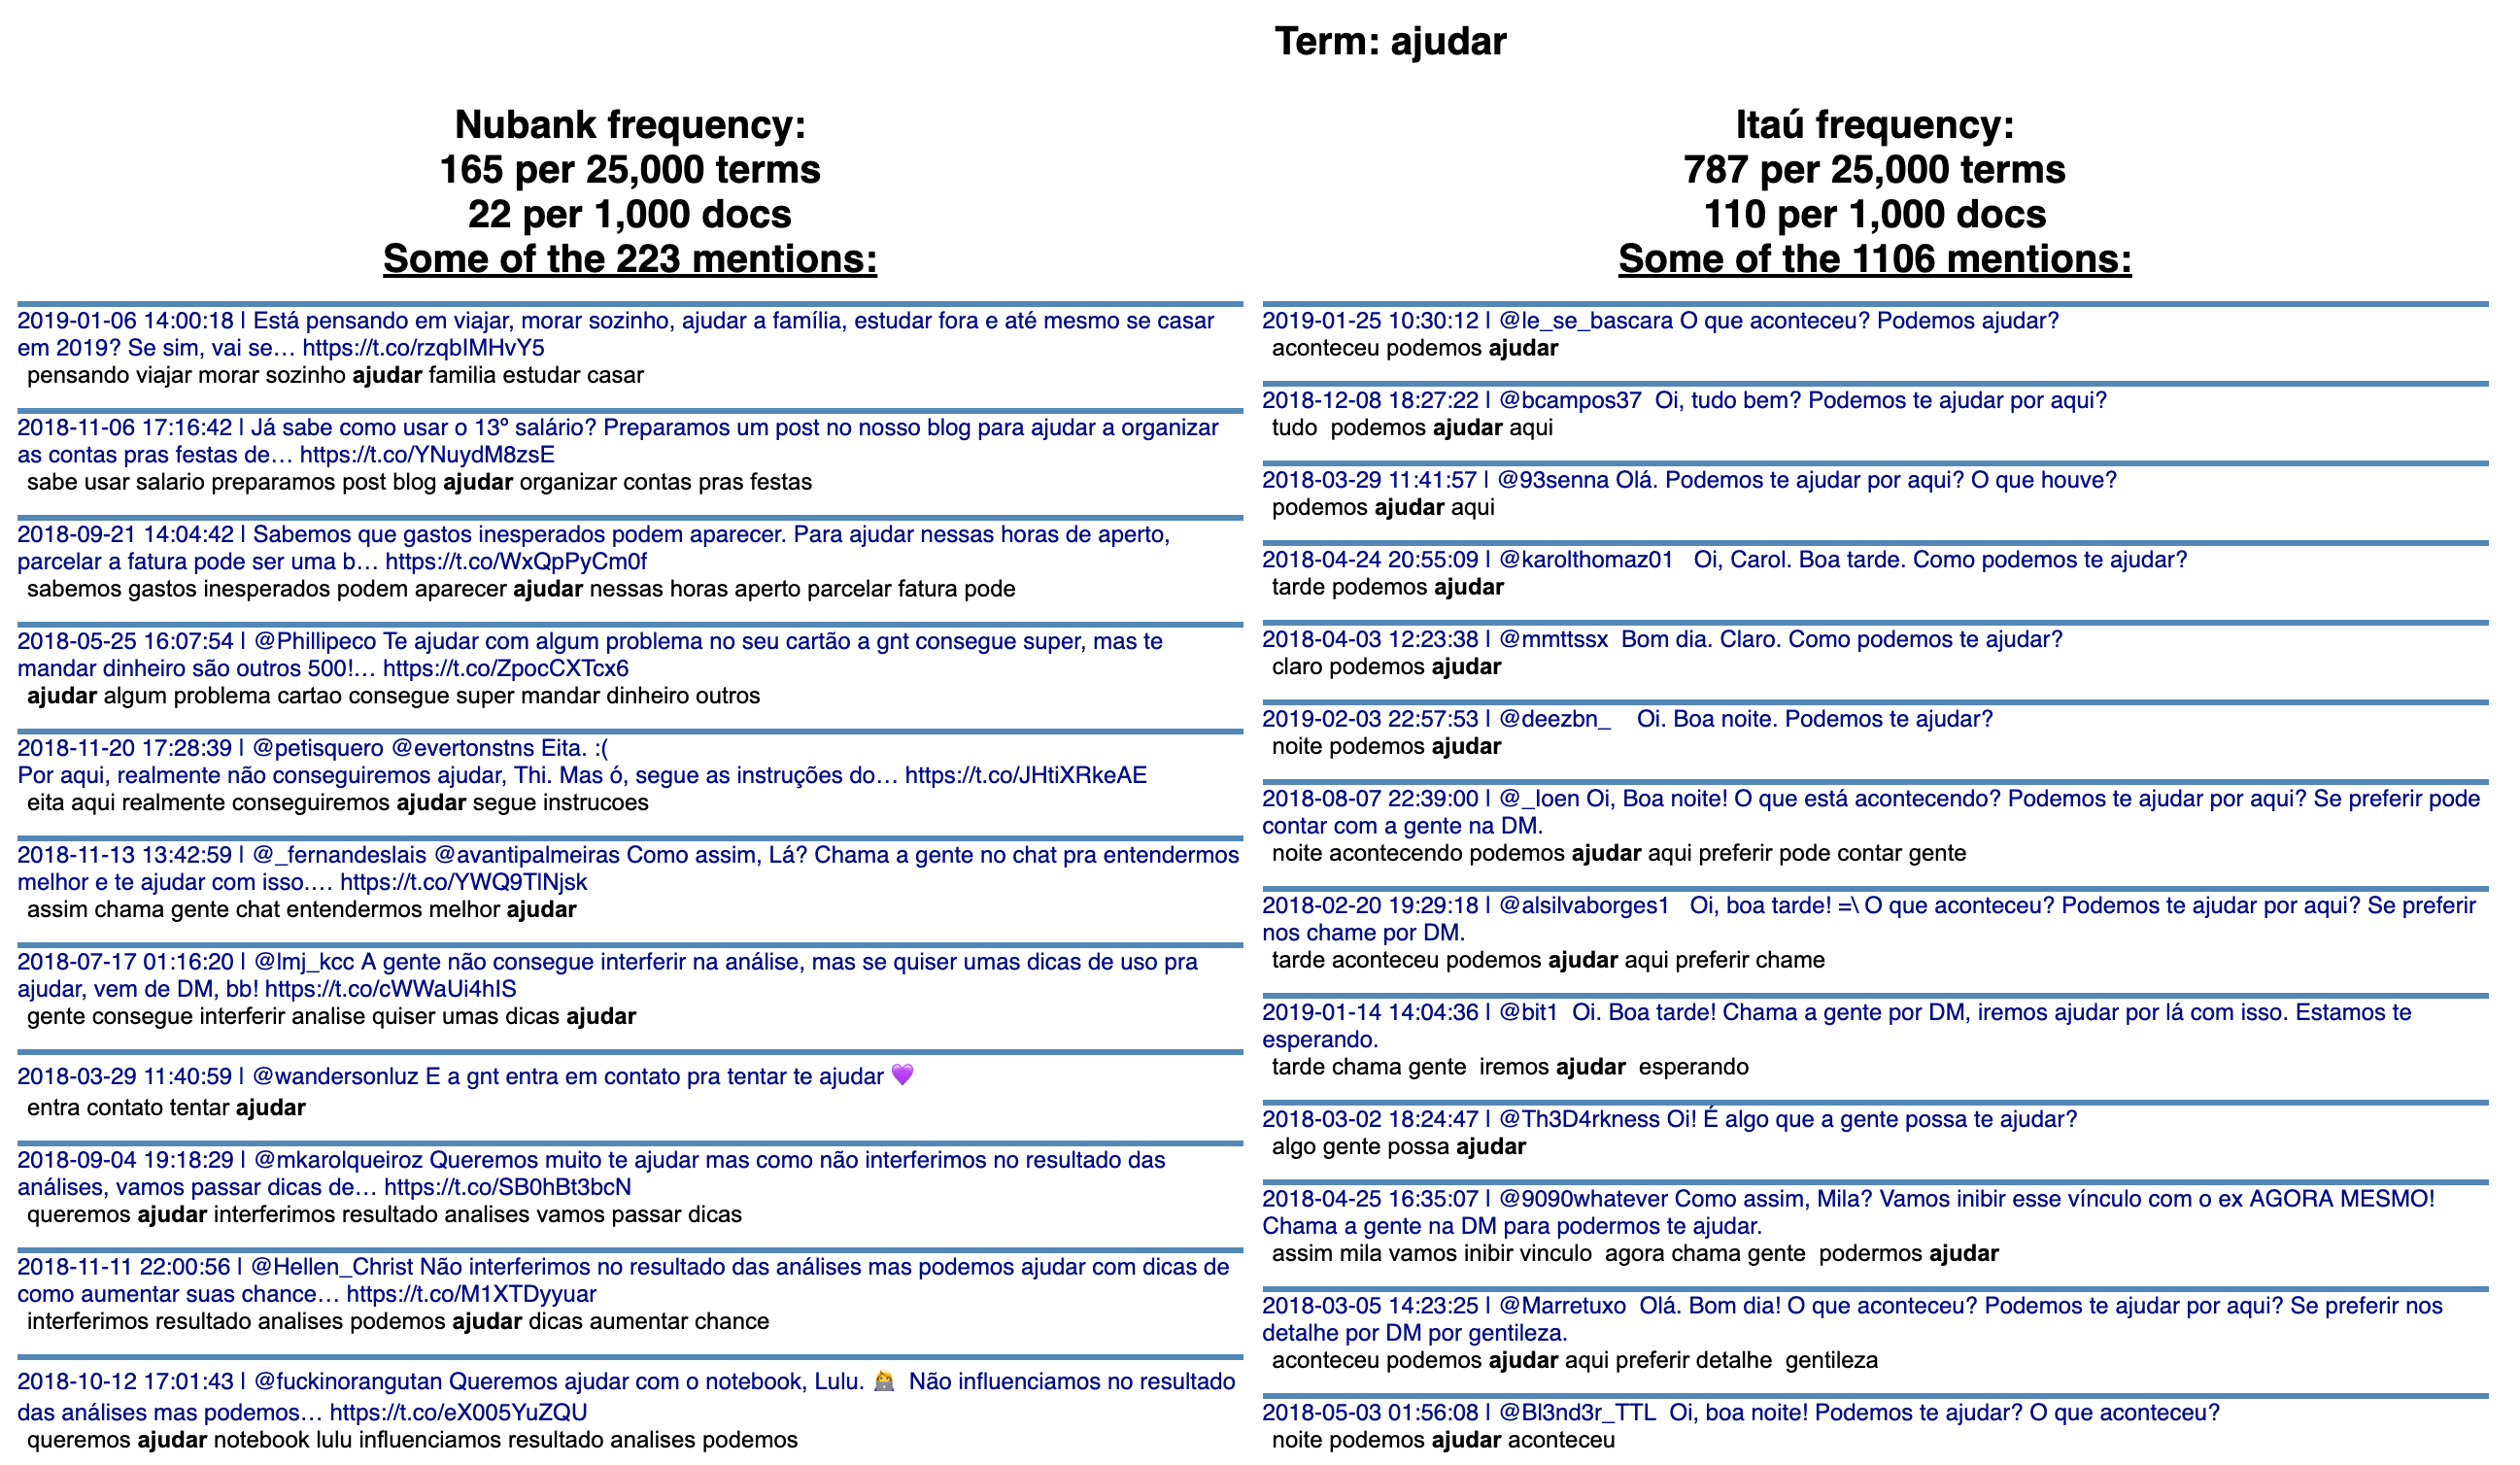 Term: ajudar
Nubank frequency:
165 per 25,000 terms
22 per 1,000 docs
Some of the 223 mentions:
2019-01-06 14:00:18 | Está pensando em viajar, morar sozinho, ajudar a família, estudar fora e até mesmo se casar
em 2019? Se sim, vai se… https://t.co/rzqbIMHvY5
pensando viajar morar sozinho ajudar familia estudar casar
2018-11-06 17:16:42 | Já sabe como usar o 13º salário? Preparamos um post no nosso blog para ajudar a organizar
as contas pras festas de… https://t.co/YNuydM8zsE
sabe usar salario preparamos post blog ajudar organizar contas pras festas
2018-09-21 14:04:42 | Sabemos que gastos inesperados podem aparecer. Para ajudar nessas horas de aperto,
parcelar a fatura pode ser uma b… https://t.co/WxQpPyCm0f
sabemos gastos inesperados podem aparecer ajudar nessas horas aperto parcelar fatura pode
2018-05-25 16:07:54 | @Phillipeco Te ajudar com algum problema no seu cartão a gnt consegue super, mas te
mandar dinheiro são outros 500!… https://t.co/ZpocCXTcx6
ajudar algum problema cartao consegue super mandar dinheiro outros
2018-11-20 17:28:39 | @petisquero @evertonstns Eita. :(
Por aqui, realmente não conseguiremos ajudar, Thi. Mas ó, segue as instruções do… https://t.co/JHtiXRkeAE
eita aqui realmente conseguiremos ajudar segue instrucoes
2018-11-13 13:42:59 | @_fernandeslais @avantipalmeiras Como assim, Lá? Chama a gente no chat pra entendermos
melhor e te ajudar com isso.… https://t.co/YWQ9TlNjsk
assim chama gente chat entendermos melhor ajudar
2018-07-17 01:16:20 | @lmj_kcc A gente não consegue interferir na análise, mas se quiser umas dicas de uso pra
ajudar, vem de DM, bb! https://t.co/cWWaUi4hIS
gente consegue interferir analise quiser umas dicas ajudar
2018-03-29 11:40:59 | @wandersonluz E a gnt entra em contato pra tentar te ajudar 💜
entra contato tentar ajudar
2018-09-04 19:18:29 | @mkarolqueiroz Queremos muito te ajudar mas como não interferimos no resultado das
análises, vamos passar dicas de… https://t.co/SB0hBt3bcN
queremos ajudar interferimos resultado analises vamos passar dicas
2018-11-11 22:00:56 | @Hellen_Christ Não interferimos no resultado das análises mas podemos ajudar com dicas de
como aumentar suas chance… https://t.co/M1XTDyyuar
interferimos resultado analises podemos ajudar dicas aumentar chance
2018-10-12 17:01:43 | @fuckinorangutan Queremos ajudar com o notebook, Lulu. 👩‍💻 Não influenciamos no resultado
das análises mas podemos… https://t.co/eX005YuZQU
queremos ajudar notebook lulu influenciamos resultado analises podemos
Itaú frequency:
787 per 25,000 terms
110 per 1,000 docs
Some of the 1106 mentions:
2019-01-25 10:30:12 | @le_se_bascara O que aconteceu? Podemos ajudar?
aconteceu podemos ajudar
2018-12-08 18:27:22 | @bcampos37 Oi, tudo bem? Podemos te ajudar por aqui?
tudo podemos ajudar aqui
2018-03-29 11:41:57 | @93senna Olá. Podemos te ajudar por aqui? O que houve?
podemos ajudar aqui
2018-04-24 20:55:09 | @karolthomaz01 Oi, Carol. Boa tarde. Como podemos te ajudar?
tarde podemos ajudar
2018-04-03 12:23:38 | @mmttssx Bom dia. Claro. Como podemos te ajudar?
claro podemos ajudar
2019-02-03 22:57:53 | @deezbn_ Oi. Boa noite. Podemos te ajudar?
noite podemos ajudar
2018-08-07 22:39:00 | @_loen Oi, Boa noite! O que está acontecendo? Podemos te ajudar por aqui? Se preferir pode
contar com a gente na DM.
noite acontecendo podemos ajudar aqui preferir pode contar gente
2018-02-20 19:29:18 | @alsilvaborges1 Oi, boa tarde! =\ O que aconteceu? Podemos te ajudar por aqui? Se preferir
nos chame por DM.
tarde aconteceu podemos ajudar aqui preferir chame
2019-01-14 14:04:36 | @bit1 Oi. Boa tarde! Chama a gente por DM, iremos ajudar por lá com isso. Estamos te
esperando.
tarde chama gente iremos ajudar esperando
2018-03-02 18:24:47 | @Th3D4rkness Oi! É algo que a gente possa te ajudar?
algo gente possa ajudar
2018-04-25 16:35:07 | @9090whatever Como assim, Mila? Vamos inibir esse vínculo com o ex AGORA MESMO!
Chama a gente na DM para podermos te ajudar.
assim mila vamos inibir vinculo agora chama gente podermos ajudar
2018-03-05 14:23:25 | @Marretuxo Olá. Bom dia! O que aconteceu? Podemos te ajudar por aqui? Se preferir nos
detalhe por DM por gentileza.
aconteceu podemos ajudar aqui preferir detalhe gentileza
2018-05-03 01:56:08 | @Bl3nd3r_TTL Oi, boa noite! Podemos te ajudar? O que aconteceu?
noite podemos ajudar aconteceu